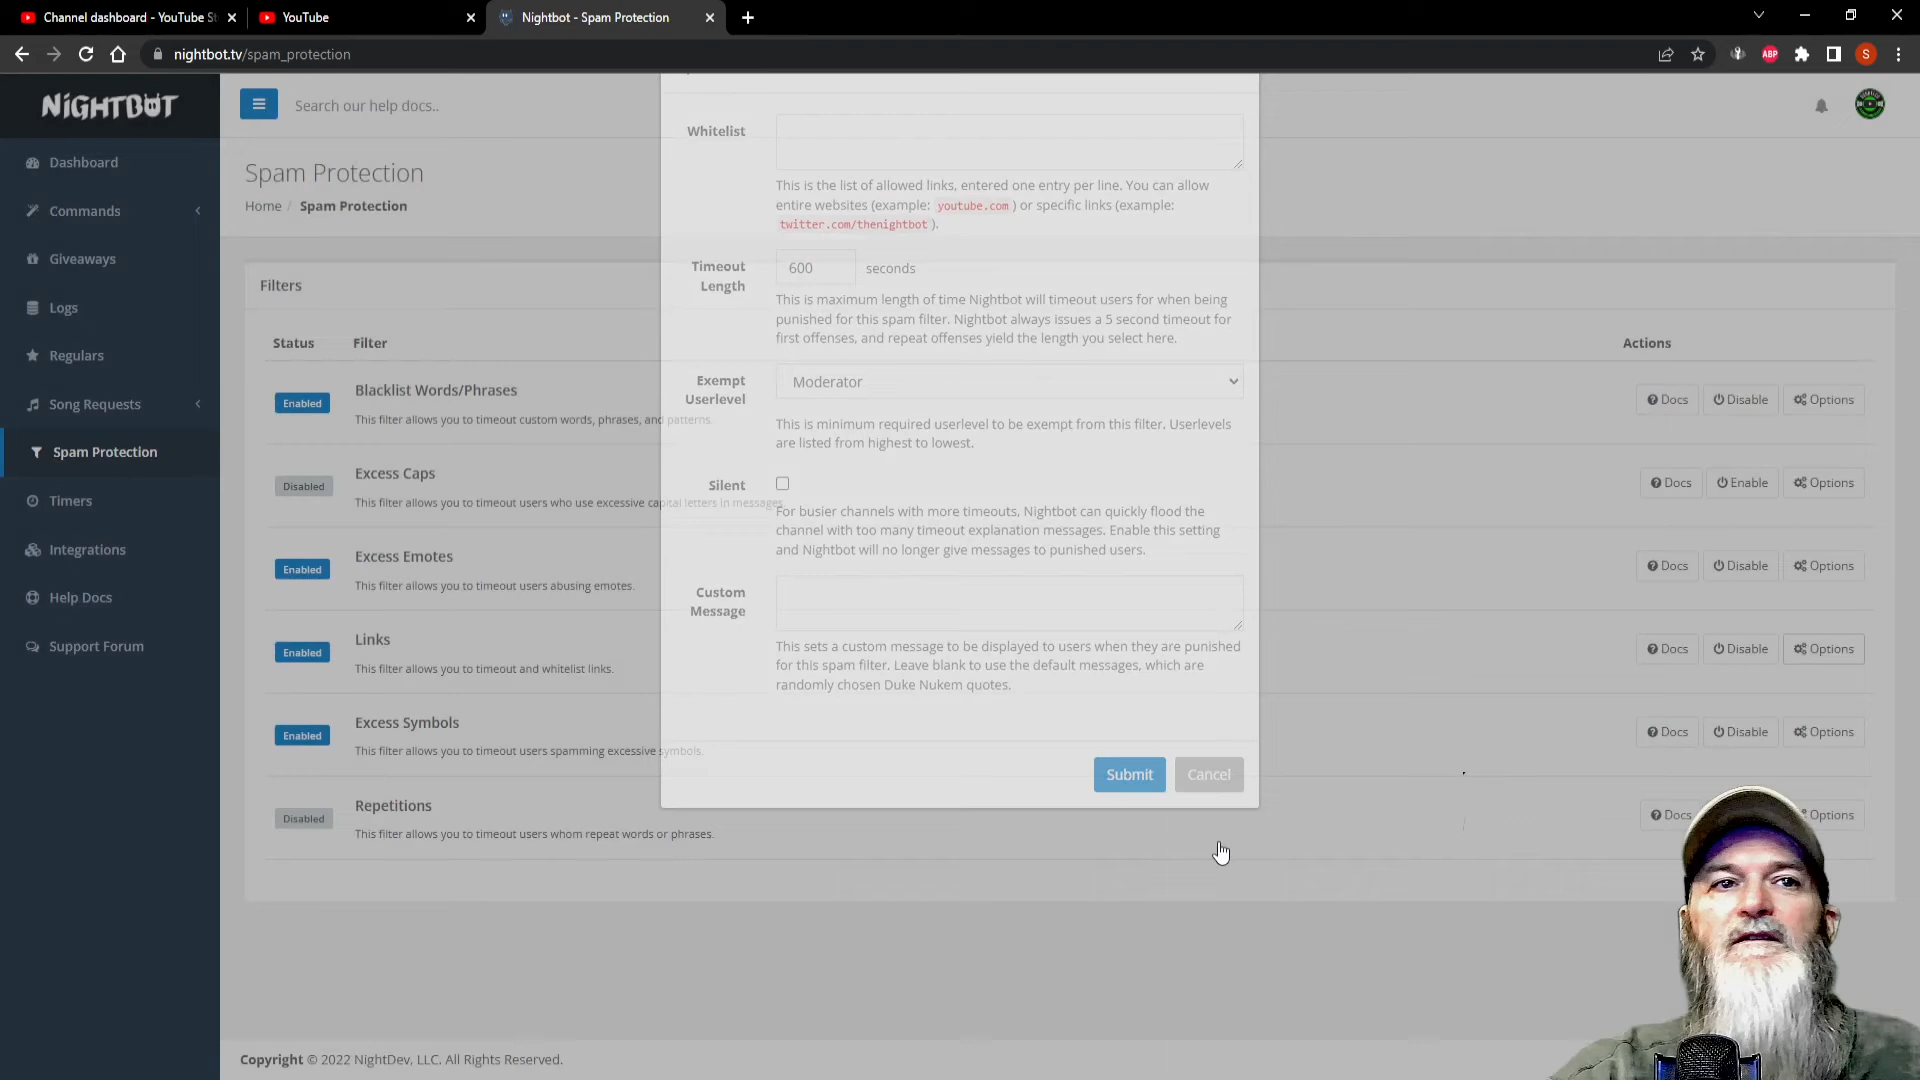 Channel dashboard - YouTube St
YouTube
Nightbot - Spam Protection
nightbot.tv/spam_protection
ABP
S
NIGHTBOT
Search our help docs..
Dashboard
Commands
Giveaways
Logs
Regulars
Song Requests
Spam Protection
Timers
Integrations
Help Docs
Support Forum
Spam Protection
Home / Spam Protection
Filters
Status Filter Actions
Enabled
Blacklist Words/Phrases
This filter allows you to timeout custom words, phrases, and patterns.
Docs Disable Options
Disabled
Excess Caps
This filter allows you to timeout users who use excessive capital letters in messages.
Docs Enable Options
Enabled
Excess Emotes
This filter allows you to timeout users abusing emotes.
Docs Disable Options
Enabled
Links
This filter allows you to timeout and whitelist links.
Docs Disable Options
Enabled
Excess Symbols
This filter allows you to timeout users spamming excessive symbols.
Docs Disable Options
Disabled
Repetitions
This filter allows you to timeout users whom repeat words or phrases.
Docs Options
Whitelist
This is the list of allowed links, entered one entry per line. You can allow
entire websites (example: youtube.com ) or specific links (example:
twitter.com/thenightbot ).
Timeout
Length
600 seconds
This is maximum length of time Nightbot will timeout users for when being
punished for this spam filter. Nightbot always issues a 5 second timeout for
first offenses, and repeat offenses yield the length you select here.
Exempt
Userlevel
Moderator
This is minimum required userlevel to be exempt from this filter. Userlevels
are listed from highest to lowest.
Silent
For busier channels with more timeouts, Nightbot can quickly flood the
channel with too many timeout explanation messages. Enable this setting
and Nightbot will no longer give messages to punished users.
Custom
Message
This sets a custom message to be displayed to users when they are punished
for this spam filter. Leave blank to use the default messages, which are
randomly chosen Duke Nukem quotes.
Submit Cancel
Copyright © 2022 NightDev, LLC. All Rights Reserved.